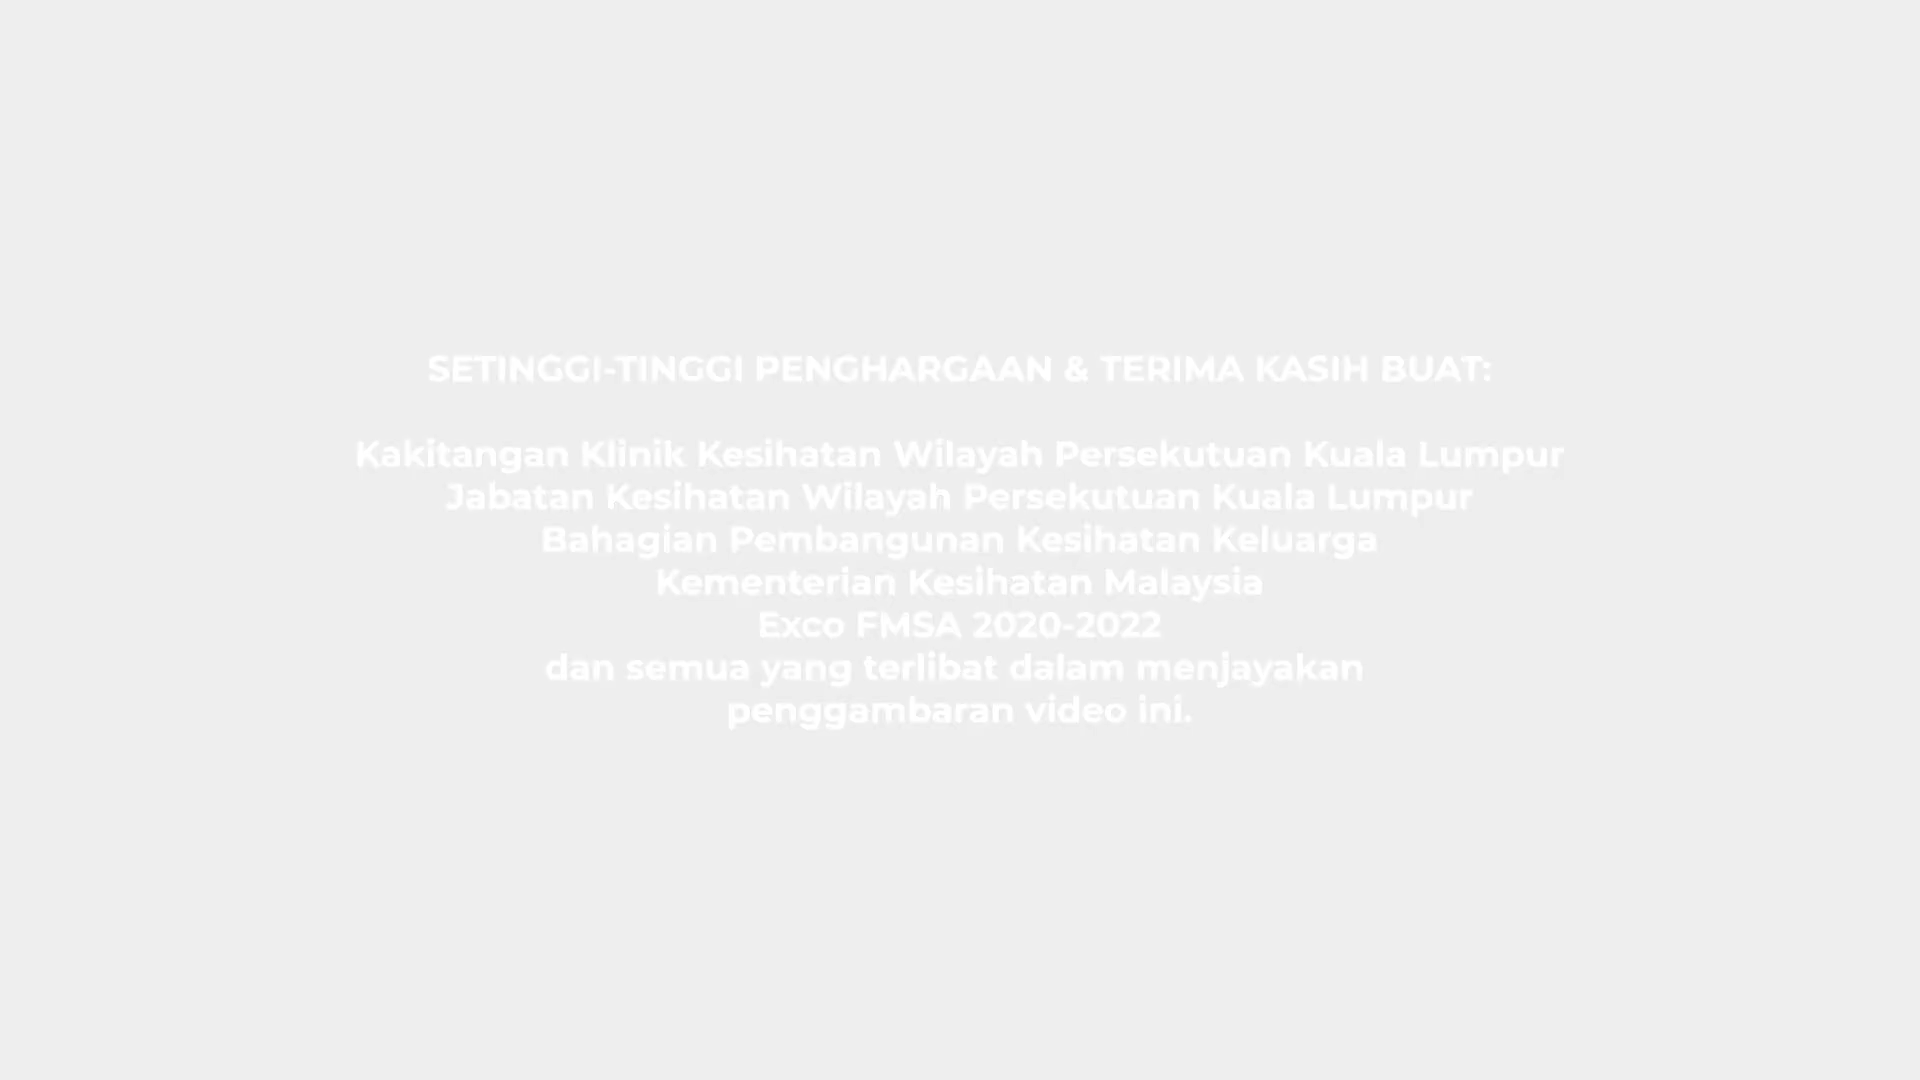 SETINGGI-TINGGI PENGHARGAAN & TERIMA KASIH BUAT:
Kakitangan Klinik Kesihatan Wilayah Persekutuan Kuala Lumpur
Jabatan Kesihatan Wilayah Persekutuan Kuala Lumpur
Bahagian Pembangunan Kesihatan Keluarga
Kementerian Kesihatan Malaysia
Exco FMSA 2020-2022
dan semua yang terlibat dalam menjayakan
penggambaran video ini.